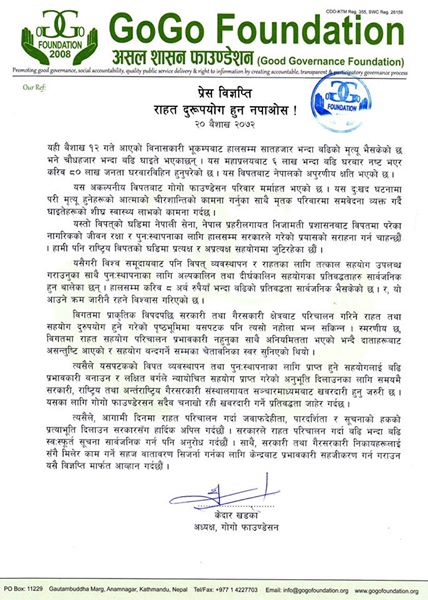 CDO-KTM Reg. 355, SWC Reg. 26156
GoGo Foundation
FOUNDATION
2008
असल शासन फाउण्डेशन (Good Governance Foundation)
Promoting good governance, social accountability, quality public service delivery & right to information by creating accountable, transparent & participatory governance process
Our Ref:
प्रेस विज्ञप्ति
राहत दुरूपयोग हुन नपाओस !
२० बैशाख २०७२
FOUNDATION
यही बैशाख १२ गते आएको विनासकारी भूकम्पबाट हालसम्म सातहजार भन्दा बढिको मृत्यू भैसकेको छ
भने चौधहजार भन्दा बढि घाइते भएकाछन् । यस महाप्रलयबाट ६ लाख भन्दा बढि घरबार नष्ट भएर
करिब ८० लाख जनता घरबारविहिन हुनुपरेको छ । यस विपतबाट नेपालको अपुरणीय क्षति भएको छ ।
यस अकल्पनीय विपतबाट गोगो फाउण्डेसन परिवार मर्माहत भएको छ । यस दुःखद घटनामा
परी मृत्यू हुनेहरूको आत्माको चिरशान्तिको कामना गर्नुका साथै मृतक परिवारमा समवेदना व्यक्त गर्दै
घाइतेहरूको शीघ्र स्वास्थ्य लाभको कामना गर्दछ ।
यस्तो विपत्‌को घडिमा नेपाली सेना, नेपाल प्रहरीलगायत निजामती प्रशासनबाट विपतमा परेका
नागरिकको जीवन रक्षा र पुनःस्थापनाका लागि हालसम्म सरकारले गरेको प्रयासको सराहना गर्न चाहन्छौं
। हामी पनि राष्ट्रिय विपतको घडिमा प्रत्यक्ष र अप्रत्यक्ष सहयोगमा जुटिरहेका छौं ।
यसैगरी विश्व समूदायबाट पनि विपत् व्यवस्थापन र राहतका लागि तत्काल सहयोग उपलब्ध
गराउनुका साथै पुनःस्थापनाका लागि अल्पकालिन तथा दीर्घकालिन सहयोगका प्रतिबद्धताहरु सार्वजनिक
हुन थालेका छन् । हालसम्म करिब ८ अर्व रुपैयाँ भन्दा बढिको प्रतिबद्धता सार्वजनिक भैसकेको छ । र, यो
आउने क्रम जारीनै रहने विश्वास गरिएको छ ।
विगतमा प्राकृतिक विपदपछि सरकारी तथा गैरसरकारी क्षेत्रबाट परिचालन गरिने राहत तथा
सहयोग दुरुपयोग हुने गरेको पृष्ठभूमिमा यसपटक पनि त्यसो नहोला भन्न सकिन्न । स्मरणीय छ,
विगतमा राहत सहयोग परिचालन प्रभावकारी नहुनुका साथै अनियमितता भएको भन्दै दाताहरूबाट
असन्तुष्टि आएको र सहयोग बन्दगर्ने सम्मका चेतावनिका स्वर सुनिएको थियो ।
त्यसैले यसपटकको विपत व्यवस्थापन तथा पुनःस्थापनाका लागि प्राप्त हुने सहयोगलाई बढि
प्रभावकारी बनाउन र लक्षित वर्गले न्यायोचित सहयोग प्राप्त गरेको अनुभूति दिलाउनका लागि समयमै
सरकारी, राष्ट्रिय तथा अर्न्तराष्ट्रिय गैरसरकारी संस्थालगायत सञ्चारमाध्यमबाट खबरदारी हुनु जरुरी छ ।
यसका लागि गोगो फाउण्डेसन सदैव चनाखो रही खबरदारी गर्ने प्रतिबद्धता जाहेर गर्दछ ।
त्यसैले, आगामी दिनमा राहत परिचालन गर्दा जवाफदेहीता, पारदर्शिता र सूचनाको हकको
प्रत्याभूति दिलाउन सरकारसँग हार्दिक अपिल गरदछौं । सरकारले राहत परिचालन गर्दा बढि भन्दा बढि
स्वःस्फूर्त सूचना सार्वजनिक गर्न पनि अनुरोध गर्दछौं । साथै, सरकारी तथा गैरसरकारी निकायहरूलाई
सँगै मिलेर काम गर्ने सहज वातावरण सिर्जना गर्नका लागि केन्द्रबाट प्रभावकारी सहजीकरण गर्न गराउन
यसै विज्ञप्ति मार्फत आव्हान गर्दछौं ।
केदार खडका
अध्यक्ष, गोगो फाउण्डेसन
PO Box: 11229 Gautambuddha Marg, Anamnagar, Kathmandu, Nepal Tel/Fax: +977 1 4227703 Email: info@gogofoundation.org www.gogofoundation.org